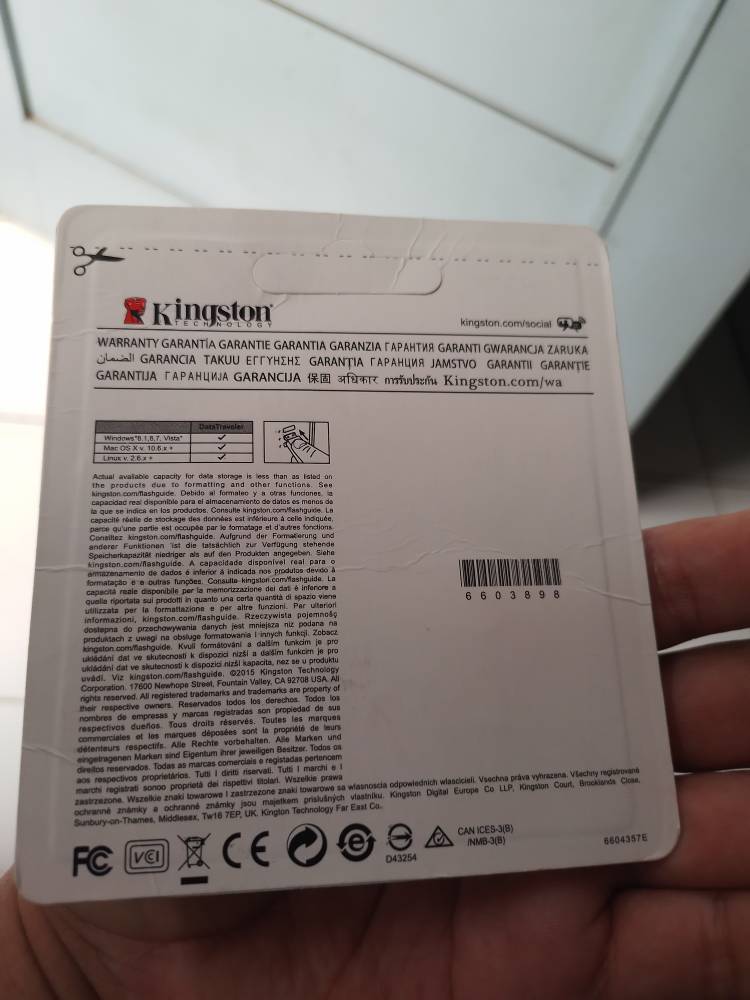 Kingston
TECHNOLOGY
kingston.com/social
WARRANTY GARANTÍA GARANTIE GARANTIA GARANZIA ГАРАНТИЯ GARANTI GWARANCJA ZARUKA
الضمان GARANCIA TAKUU ΕΓΓΥΗΣΗΣ GARANŢIA ГАРАНЦИЯ JAMSTVO GARANTII GARANŢIE
GARANTIJA ГАРАНЦИЈА GARANCIJA 保固 अधिकार การรับประกัน Kingston.com/wa
DataTraveler
Windows®8.1,8,7, Vista®
Mac OS X v. 10.6.x +
Linux v. 2.6.x +
Actual available capacity for data storage is less than as listed on
the products due to formatting and other functions. See
kingston.com/flashguide. Debido al formateo y a otras funciones, la
capacidad real disponible para el almacenamiento de datos es menos de
la que se indica en los productos. Consulte kingston.com/flashguide. La
capacité réelle de stockage des données est inférieure à celle indiquée,
parce qu'une partie est occupée par le formatage et d'autres fonctions.
Consultez kingston.com/flashguide. Aufgrund der Formatierung und
anderer Funktionen ist die tatsächlich zur Verfügung stehende
Speicherkapazität niedriger als auf den Produkten angegeben. Siehe
kingston.com/flashguide. A capacidade disponível real para o
armazenamento de dados é inferior à indicada nos produtos devido à
formatação e a outras funções. Consulte kingston.com/flashguide. La
capacità reale disponibile per la memorizzazione dei dati è inferiore a
quella riportata sui prodotti in quanto una certa quantità di spazio viene
utilizzata per la formattazione e per altre funzioni. Per ulteriori
informazioni, kingston.com/flashguide. Rzeczywista pojemność
dostępna do przechowywania danych jest mniejsza niż podana na
produktach z uwagi na obsługę formatowania i innych funkcji. Zobacz
kingston.com/flashguide. Kvuli formátování a dalším funkcím je pro
ukládání dat ve skutecnosti k dispozici nižší a dalším funkcím je pro
ukládání dat ve skutecnosti k dispozici nižší kapacita, nez se u produktu
uvádí. Viz kingston.com/flashguide. ©2015 Kingston Technology
Corporation. 17600 Newhope Street, Fountain Valley, CA 92708 USA. All
rights reserved. All registered trademarks and trademarks are property of
their respective owners. Reservados todos los derechos. Todos los
nombres de empresas y marcas registradas son propiedad de sus
respectivos dueños. Tous droits réservés. Toutes les marques
commerciales et les marques déposées sont la propriété de leurs
détenteurs respectifs. Alle Rechte vorbehalten. Alle Marken und
eingetragenen Marken sind Eigentum ihrer jeweiligen Besitzer. Todos os
direitos reservados. Todas as marcas comerciais e registadas pertencem
aos respectivos proprietários. Tutti i diritti riservati. Tutti i marchi e i
marchi registrati sonoo proprietà dei rispettivi titolari. Wszelkie prawa
zastrzezone. Wszelkie znaki towarowe i zastrzezone znaki towarowe sa wlasnoscia odpowiednich wlascicieli. Vsechna práva vyhrazena. Všechny registrované
ochranné známky a ochranné známky jsou majetkem príslušných vlastníku. Kingston Digital Europe Co LLP, Kingston Court, Brooklands Close,
Sunbury-on-Thames, Middlesex, Tw16 7EP, UK. Kington Technology Far East Co.
6603898
FC VCI CE e D43254
CAN ICES-3(B)
/NMB-3(B)
6604357E